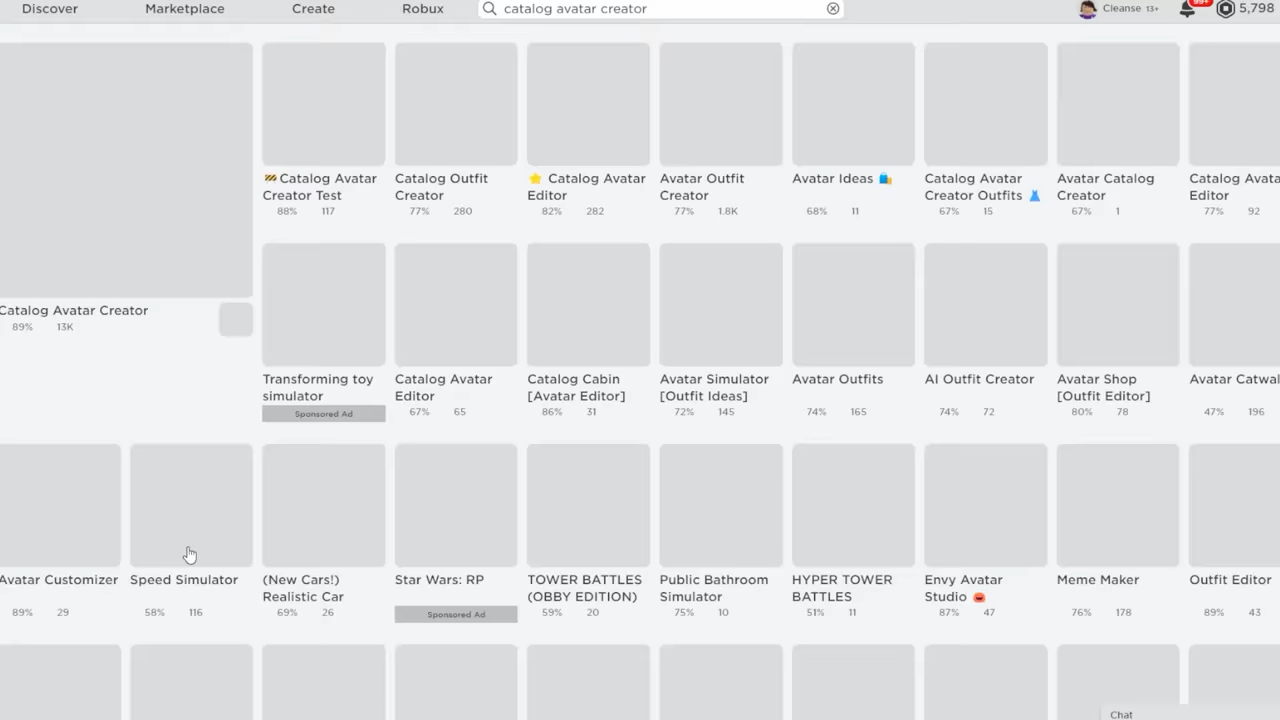 Discover Marketplace Create Robux catalog avatar creator Cleanse 13+ 99+ 5,798
🚧 Catalog Avatar
Creator Test
88% 117
Catalog Outfit
Creator
77% 280
⭐ Catalog Avatar
Editor
82% 282
Avatar Outfit
Creator
77% 1.8K
Avatar Ideas 🛍️
68% 11
Catalog Avatar
Creator Outfits 👗
67% 15
Avatar Catalog
Creator
67% 1
Catalog Avata
Editor
77% 92
Catalog Avatar Creator
89% 13K
Transforming toy
simulator
Sponsored Ad
Catalog Avatar
Editor
67% 65
Catalog Cabin
[Avatar Editor]
86% 31
Avatar Simulator
[Outfit Ideas]
72% 145
Avatar Outfits
74% 165
AI Outfit Creator
74% 72
Avatar Shop
[Outfit Editor]
80% 78
Avatar Catwal
47% 196
Avatar Customizer
89% 29
Speed Simulator
58% 116
(New Cars!)
Realistic Car
69% 26
Star Wars: RP
Sponsored Ad
TOWER BATTLES
(OBBY EDITION)
59% 20
Public Bathroom
Simulator
75% 10
HYPER TOWER
BATTLES
51% 11
Envy Avatar
Studio 🎃
87% 47
Meme Maker
76% 178
Outfit Editor
89% 43
Chat